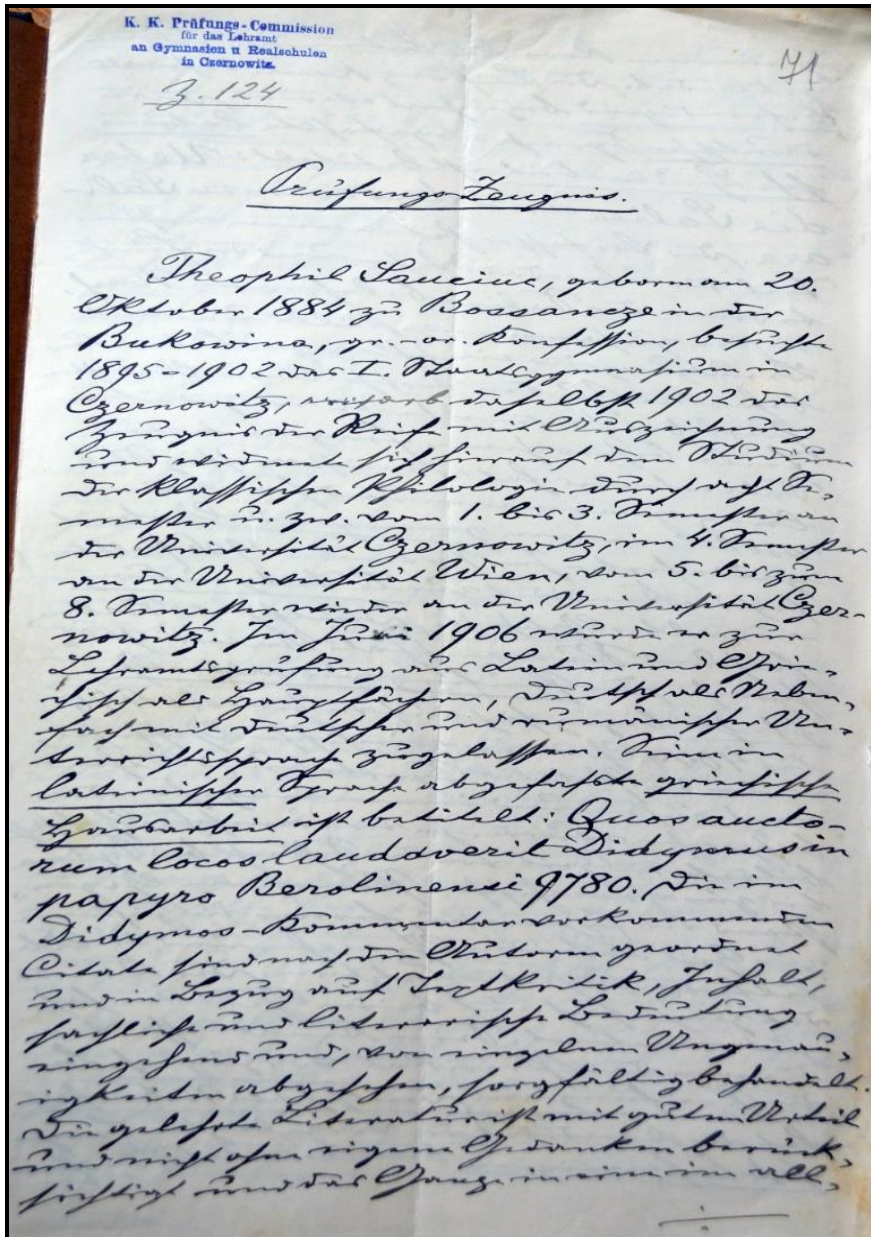 K. K. Prüfungs-Commission
für das Lehramt
an Gymnasien u Realschulen
in Czernowitz.
Z. 124
71
Prüfungs-Zeugnis.
Theophil Sauciuc, geboren am 20.
Oktober 1884 zu Bossancze in der
Bukowina, gr.-or. Konfession, besuchte
1895-1902 das I. Staatsgymnasium in
Czernowitz, erwarb daselbst 1902 das
Zeugnis der Reife mit Auszeichnung
und widmete sich hierauf dem Studium
der klassischen Philologie durch acht Se-
mester u. zw. vom 1. bis 3. Semester an
der Universität Czernowitz, im 4. Semester
an der Universität Wien, vom 5. bis zum
8. Semester wieder an der Universität Czer-
nowitz. Im Juni 1906 wurde er zur
Lehramtsprüfung aus Latein und Grie-
chisch als Hauptfächern, Deutsch als Neben-
fach mit deutscher und rumänischer Un-
terrichtssprache zugelassen. Seine in
lateinischer Sprache abgefasste griechische
Hausarbeit ist betitelt: Quos aucto-
rum locos laudaverit Didymus in
papyro Berolinensi 9780. Die im
Didymos-Kommentar vorkommenden
Citate sind nach den Autoren geordnet
und in Bezug auf Textkritik, Inhalt,
sachliche und literarische Bedeutung
eingehend und, von einzelnen Ungenau-
igkeiten abgesehen, sorgfältig behandelt.
Die gelehrte Literatur ist mit gutem Urteil
und nicht ohne eigene Gedanken berück-
sichtigt und das Ganze in eine im all-